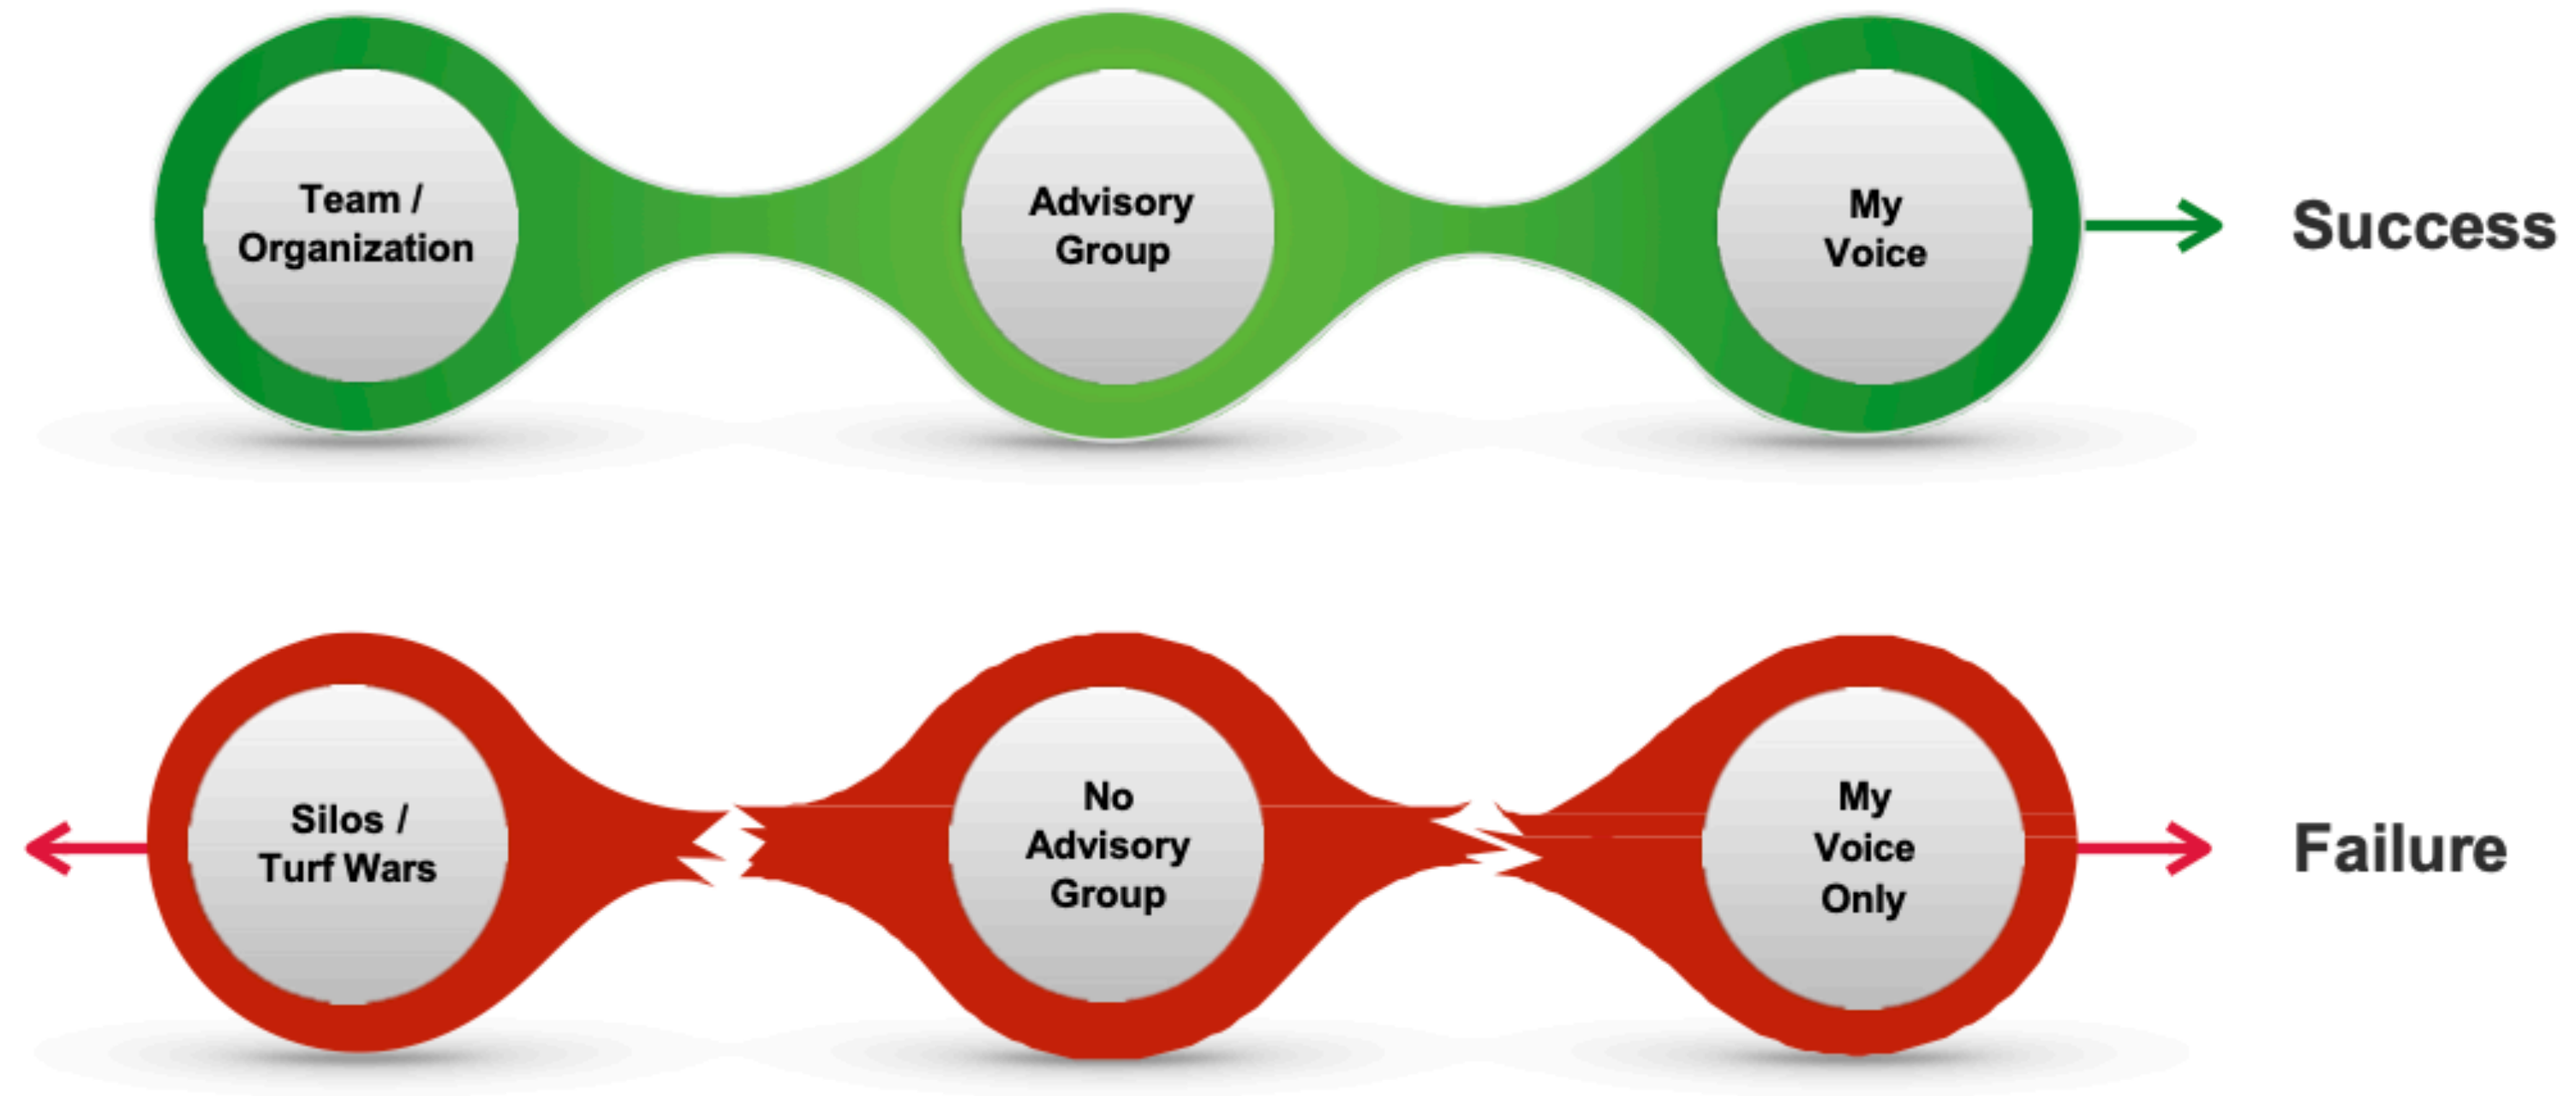 Team /
Organization
Advisory
Group
My
Voice
Success
Silos /
Turf Wars
No
Advisory
Group
My
Voice
Only
Failure